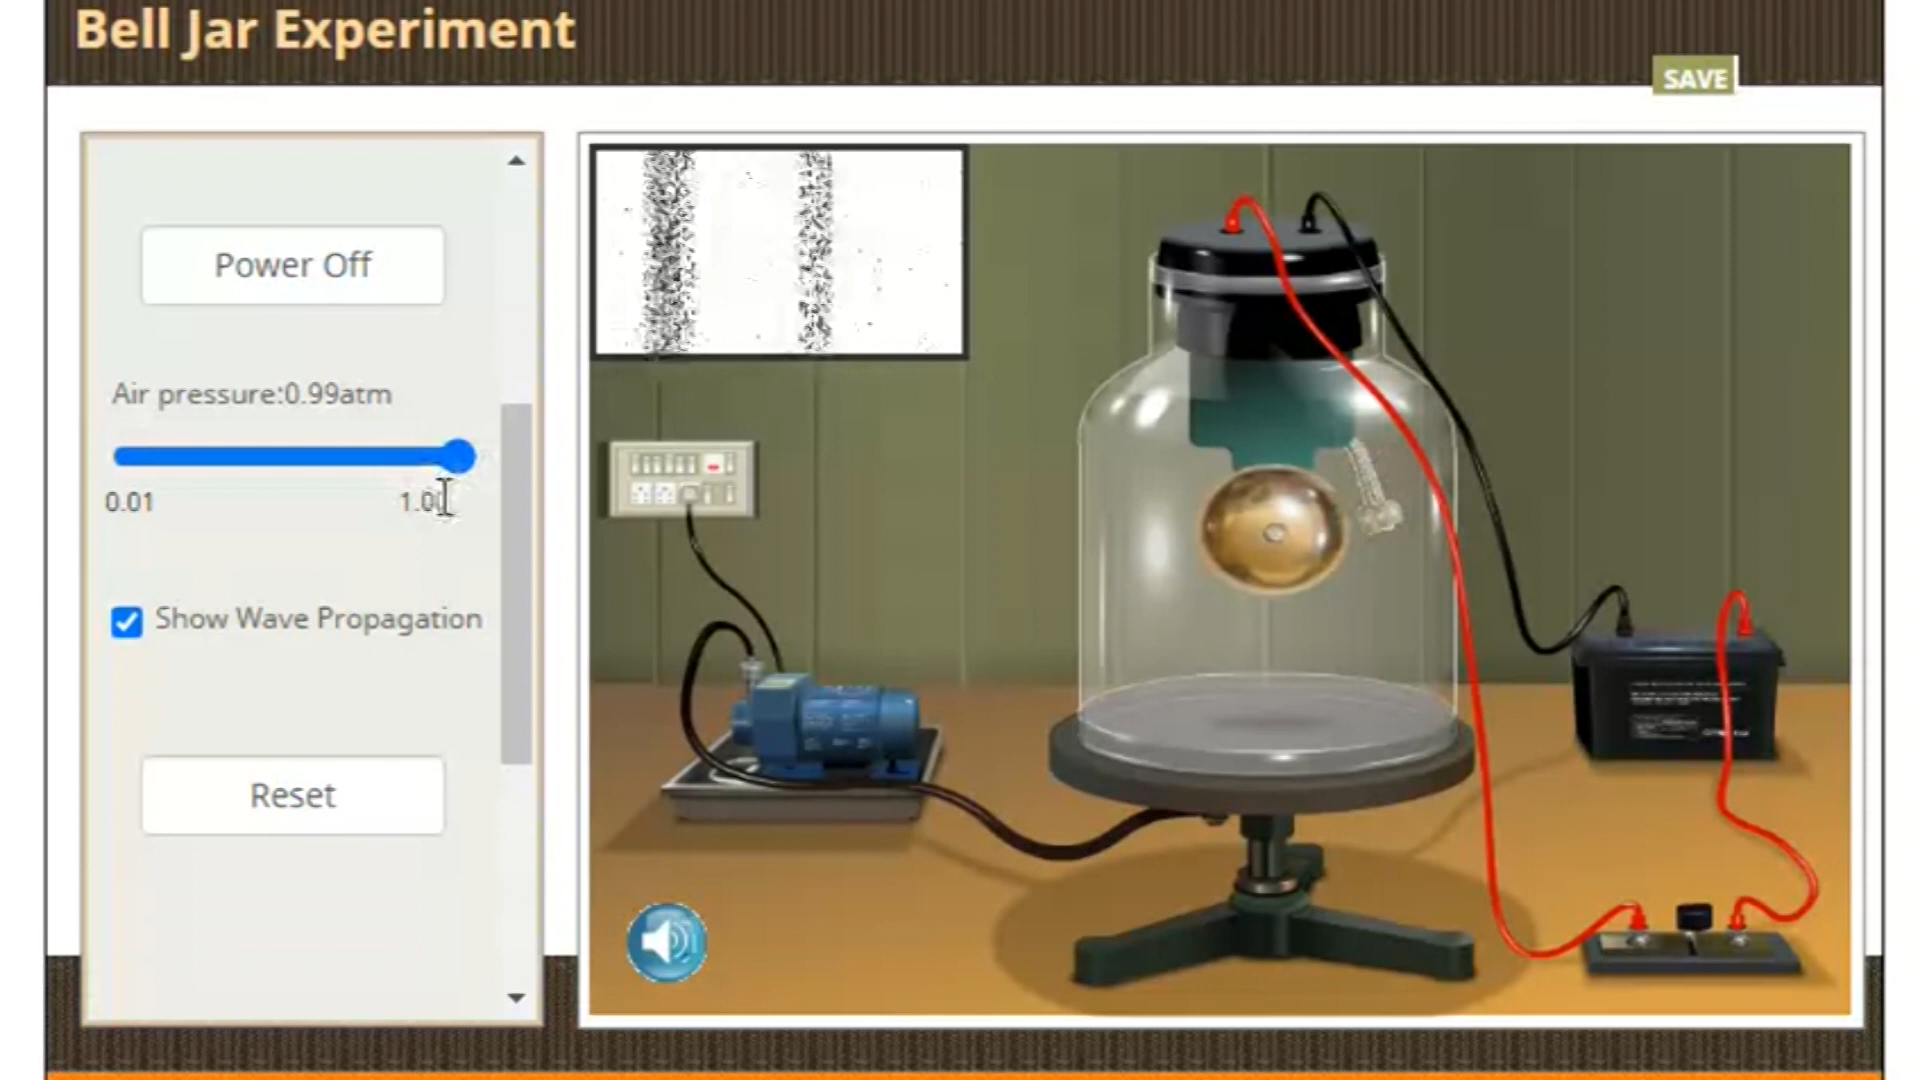 Bell Jar Experiment
SAVE
Power Off
Air pressure:0.99atm
0.01
1.00
Show Wave Propagation
Reset